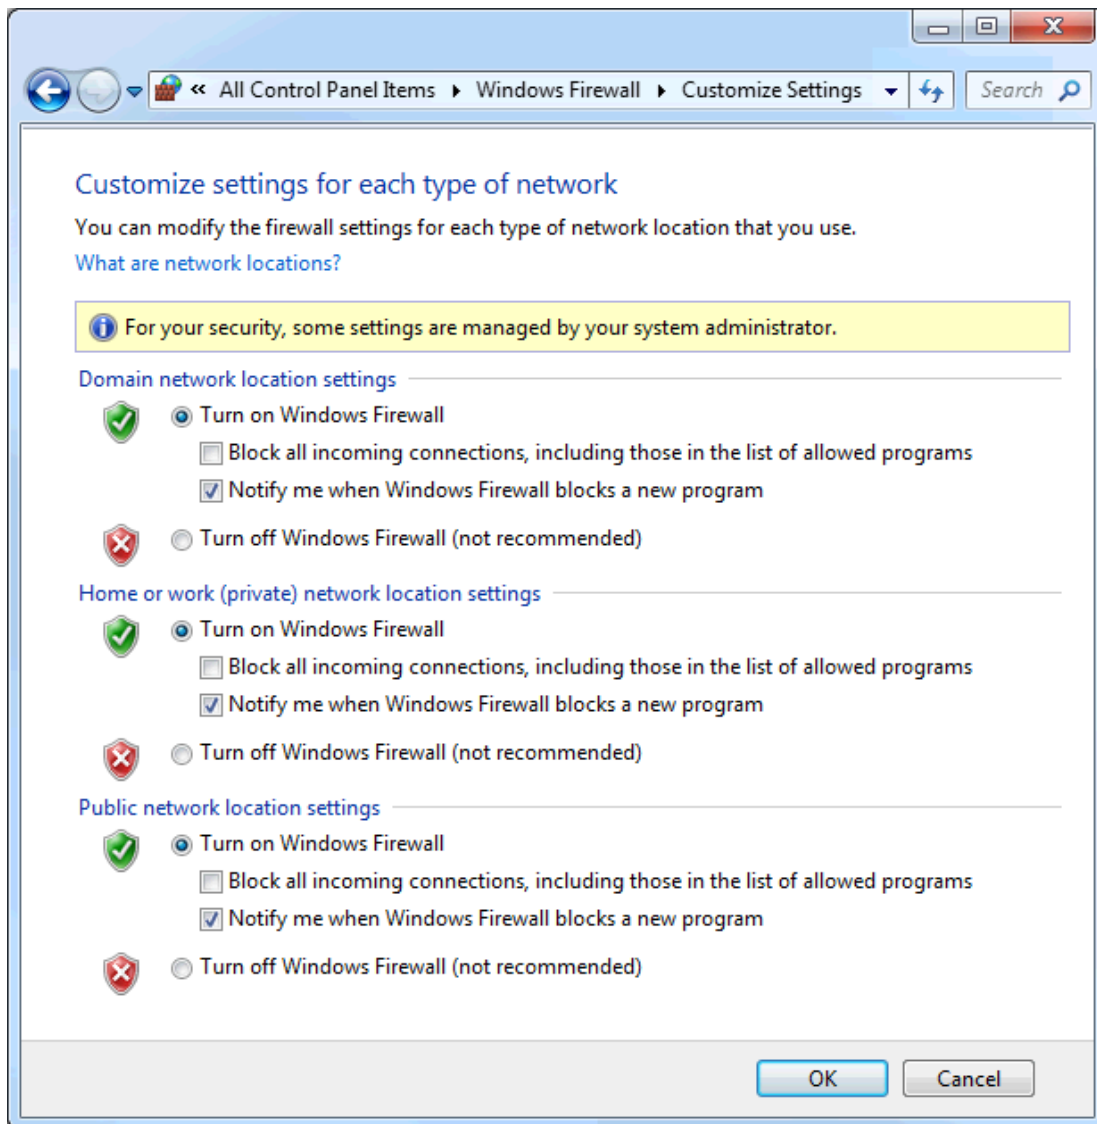 « All Control Panel Items ▸ Windows Firewall ▸ Customize Settings Search
Customize settings for each type of network
You can modify the firewall settings for each type of network location that you use.
What are network locations?
For your security, some settings are managed by your system administrator.
Domain network location settings
Turn on Windows Firewall
Block all incoming connections, including those in the list of allowed programs
Notify me when Windows Firewall blocks a new program
Turn off Windows Firewall (not recommended)
Home or work (private) network location settings
Turn on Windows Firewall
Block all incoming connections, including those in the list of allowed programs
Notify me when Windows Firewall blocks a new program
Turn off Windows Firewall (not recommended)
Public network location settings
Turn on Windows Firewall
Block all incoming connections, including those in the list of allowed programs
Notify me when Windows Firewall blocks a new program
Turn off Windows Firewall (not recommended)
OK Cancel